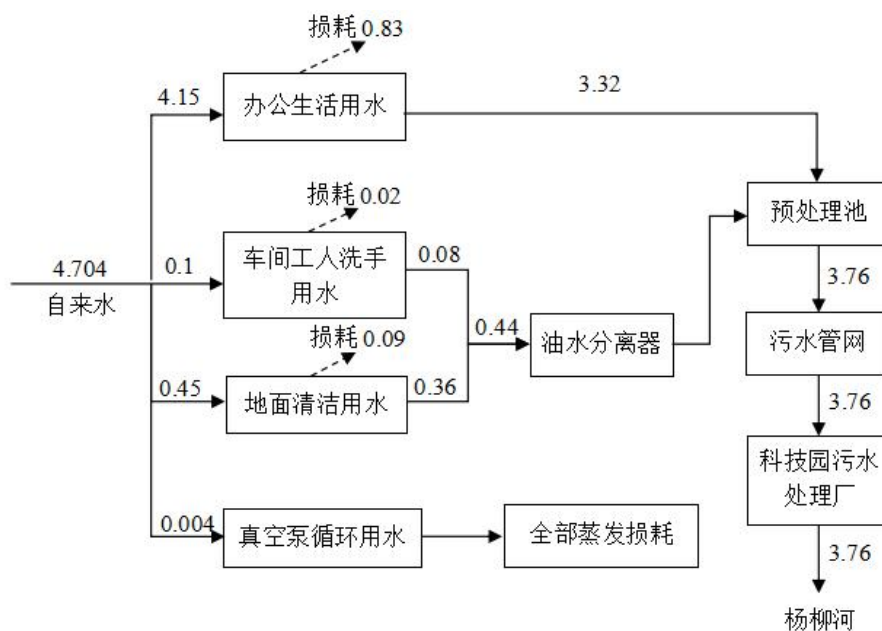 损耗 0.83
4.15
办公生活用水
3.32
损耗 0.02
预处理池
4.704
自来水
0.1
车间工人洗手
用水
0.08
3.76
损耗 0.09
0.44
油水分离器
污水管网
0.45
地面清洁用水
0.36
3.76
科技园污水
处理厂
0.004
真空泵循环用水
全部蒸发损耗
3.76
杨柳河